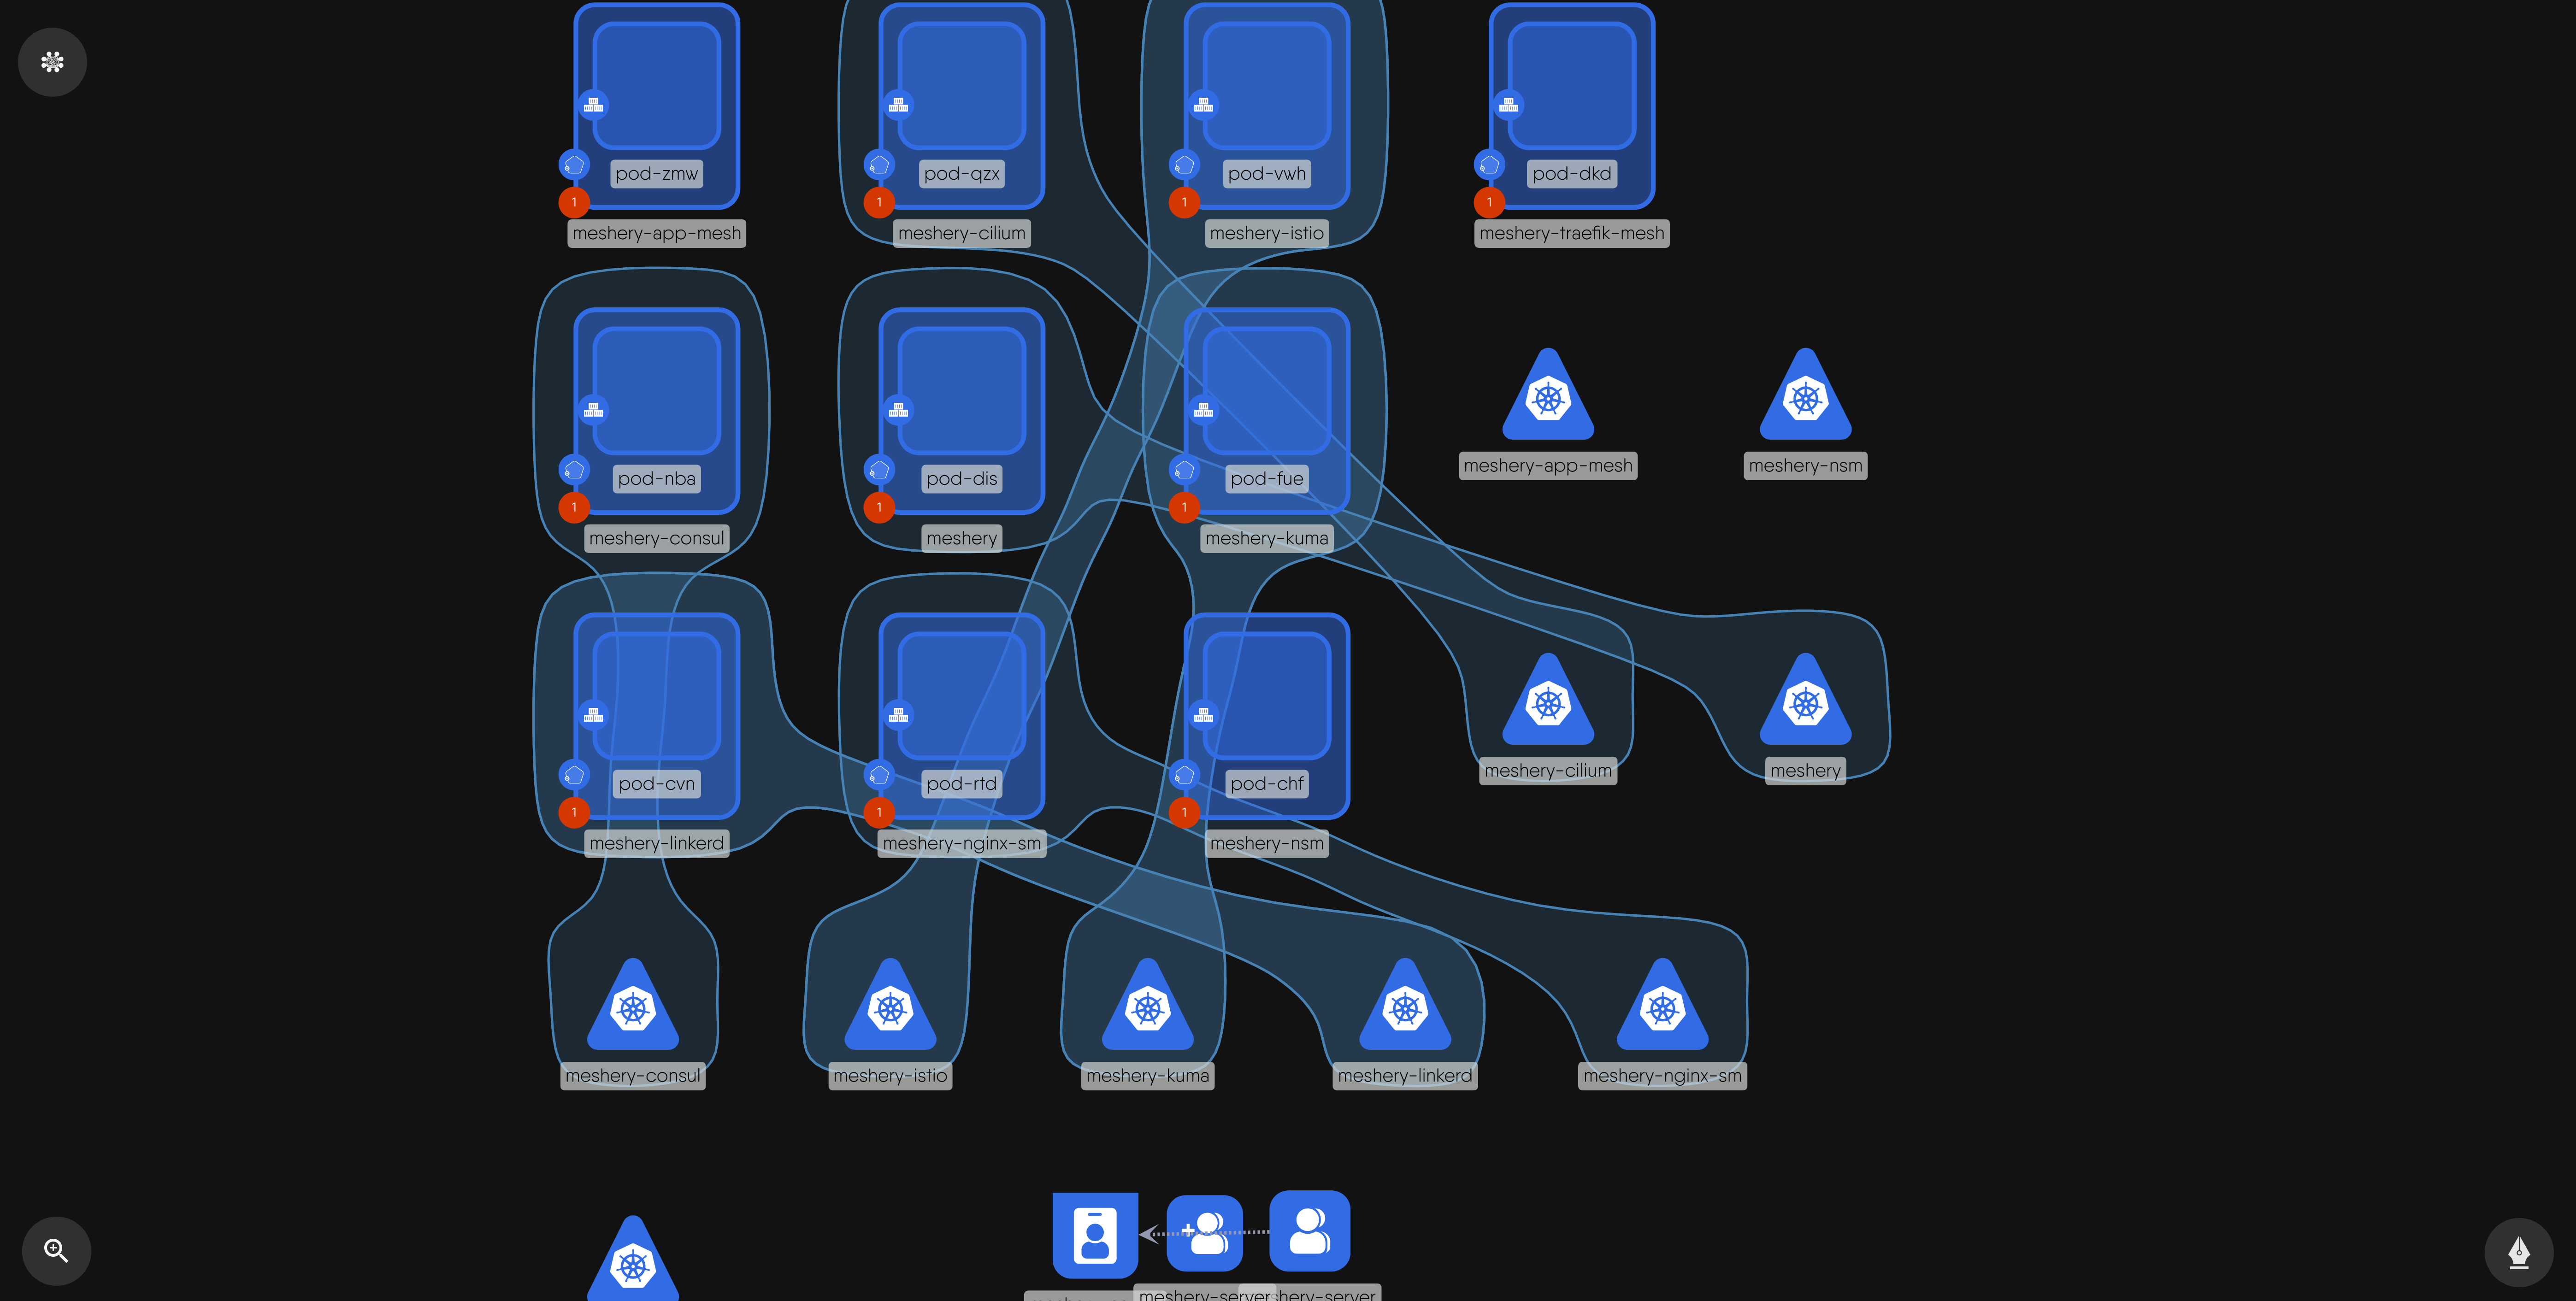 pod-zmw
pod-qzx
pod-vwh
pod-dkd
1
1
1
1
meshery-app-mesh
meshery-cilium
meshery-istio
meshery-traefik-mesh
meshery-app-mesh
meshery-nsm
pod-nba
pod-dis
pod-fue
1
1
1
meshery-consul
meshery
meshery-kuma
pod-cvn
pod-rtd
pod-chf
meshery-cilium
meshery
1
1
1
meshery-linkerd
meshery-nginx-sm
meshery-nsm
meshery-consul
meshery-istio
meshery-kuma
meshery-linkerd
meshery-nginx-sm
meshery-server